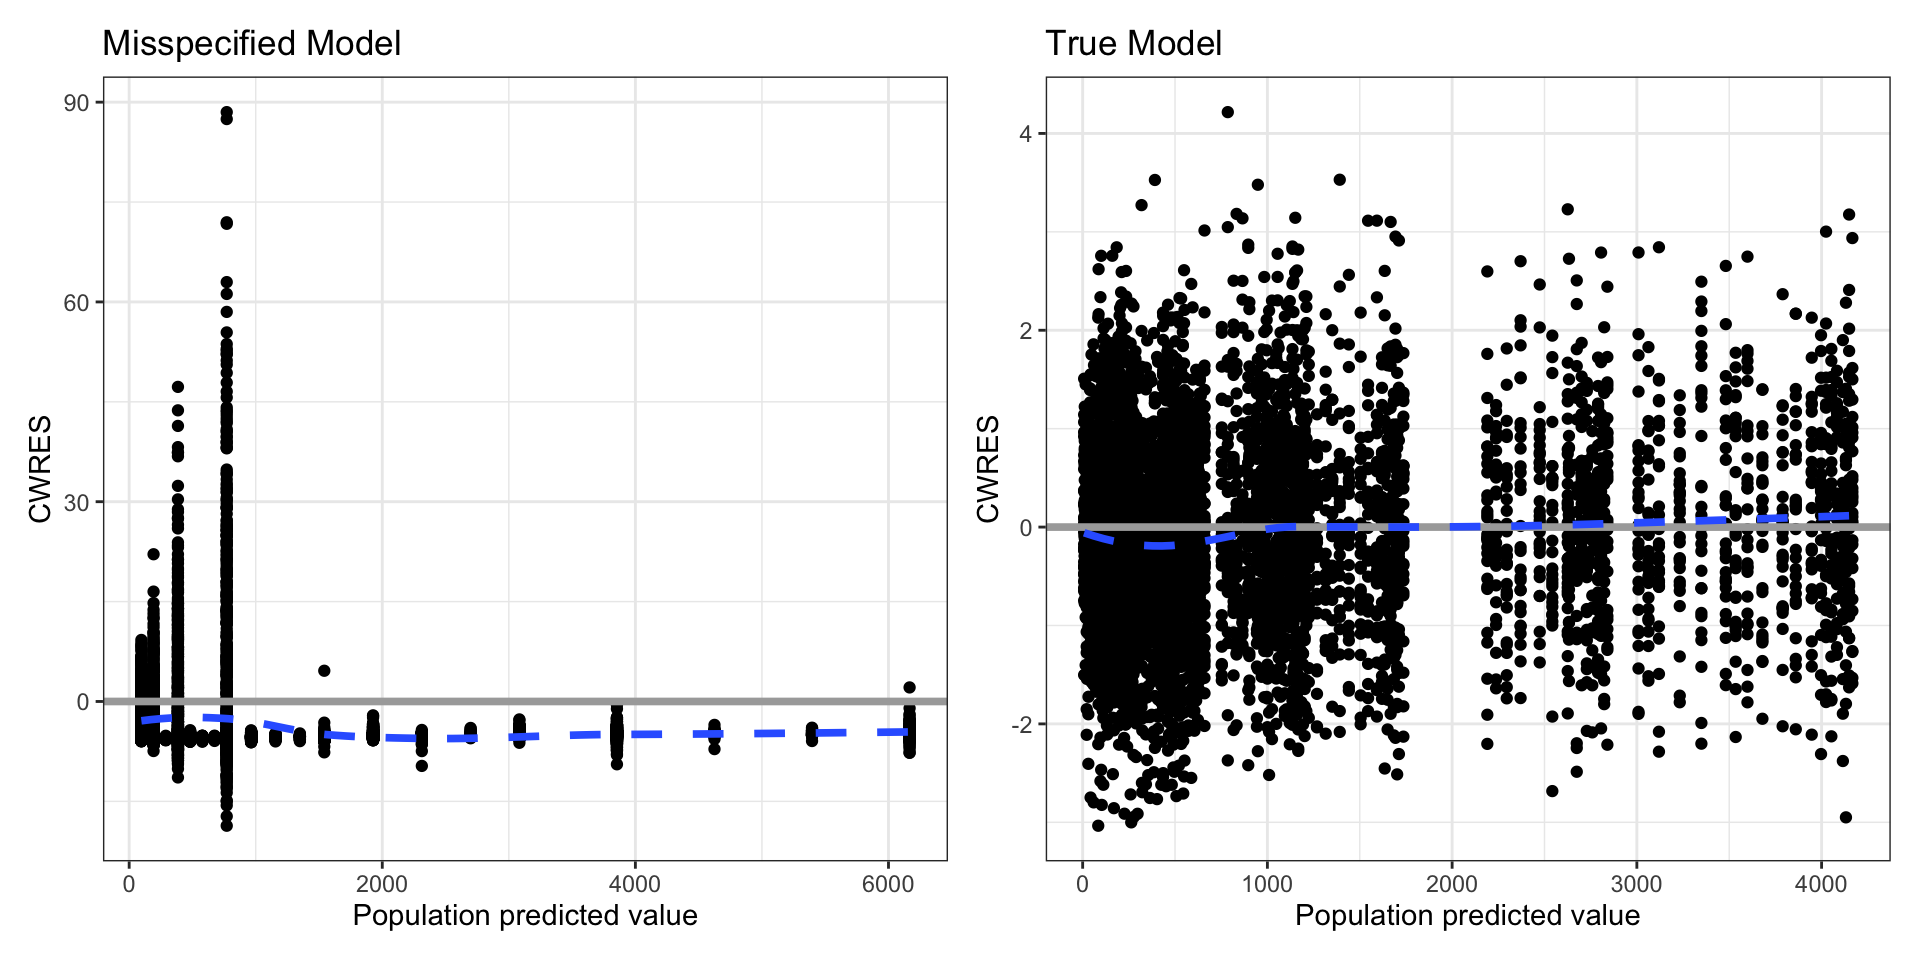 Misspecified Model
90
60
30
0
CWRES
0
2000
4000
6000
Population predicted value
True Model
4
2
0
-2
CWRES
0
1000
2000
3000
4000
Population predicted value